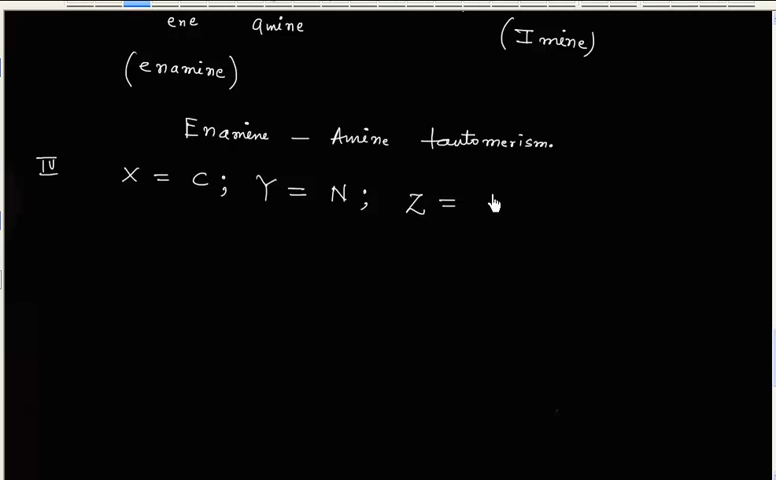 ene amine
(Imine)
(enamine)
Enamine - Amine tautomerism.
IV X = C; Y = N; Z =